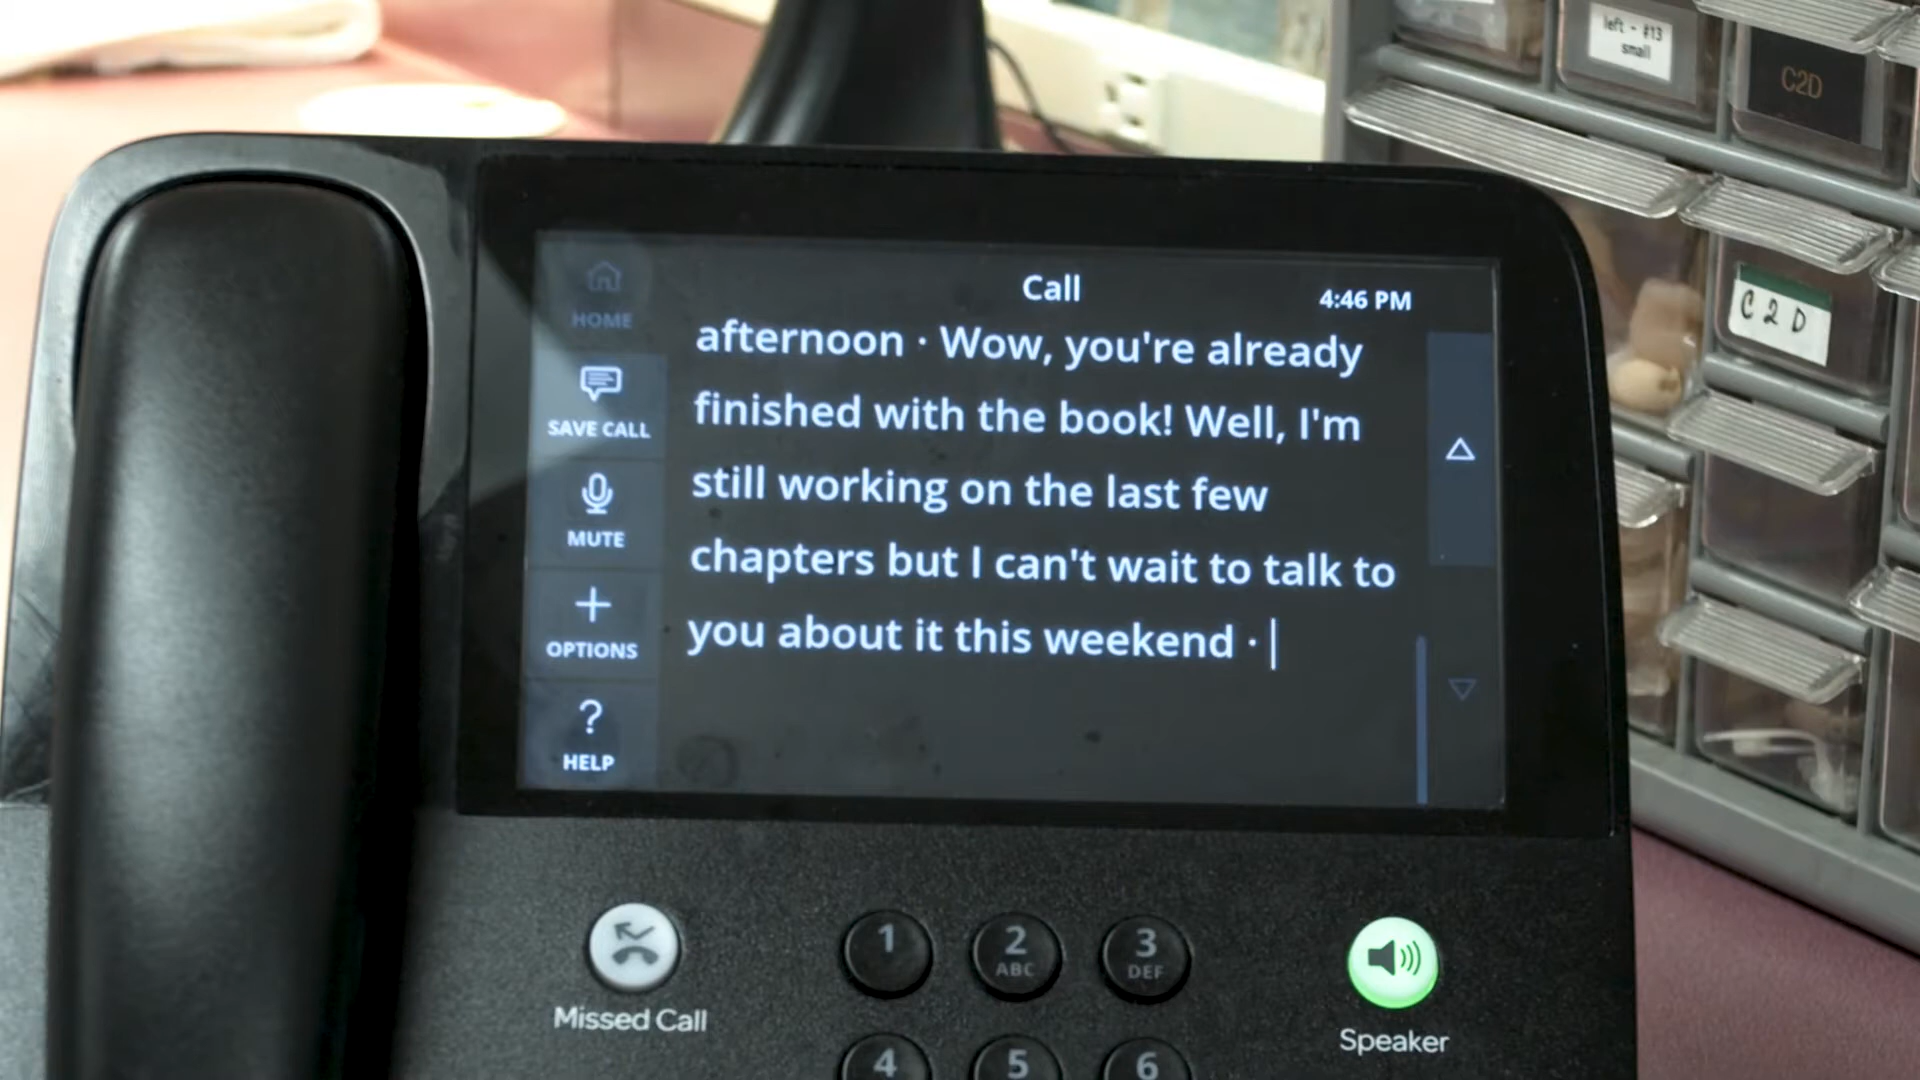 left - #13
small
C2D
C2D
Call
4:46 PM
HOME
SAVE CALL
MUTE
OPTIONS
HELP
afternoon · Wow, you're already
finished with the book! Well, I'm
still working on the last few
chapters but I can't wait to talk to
you about it this weekend ·
Missed Call
1
2
ABC
3
DEF
Speaker
4
5
6